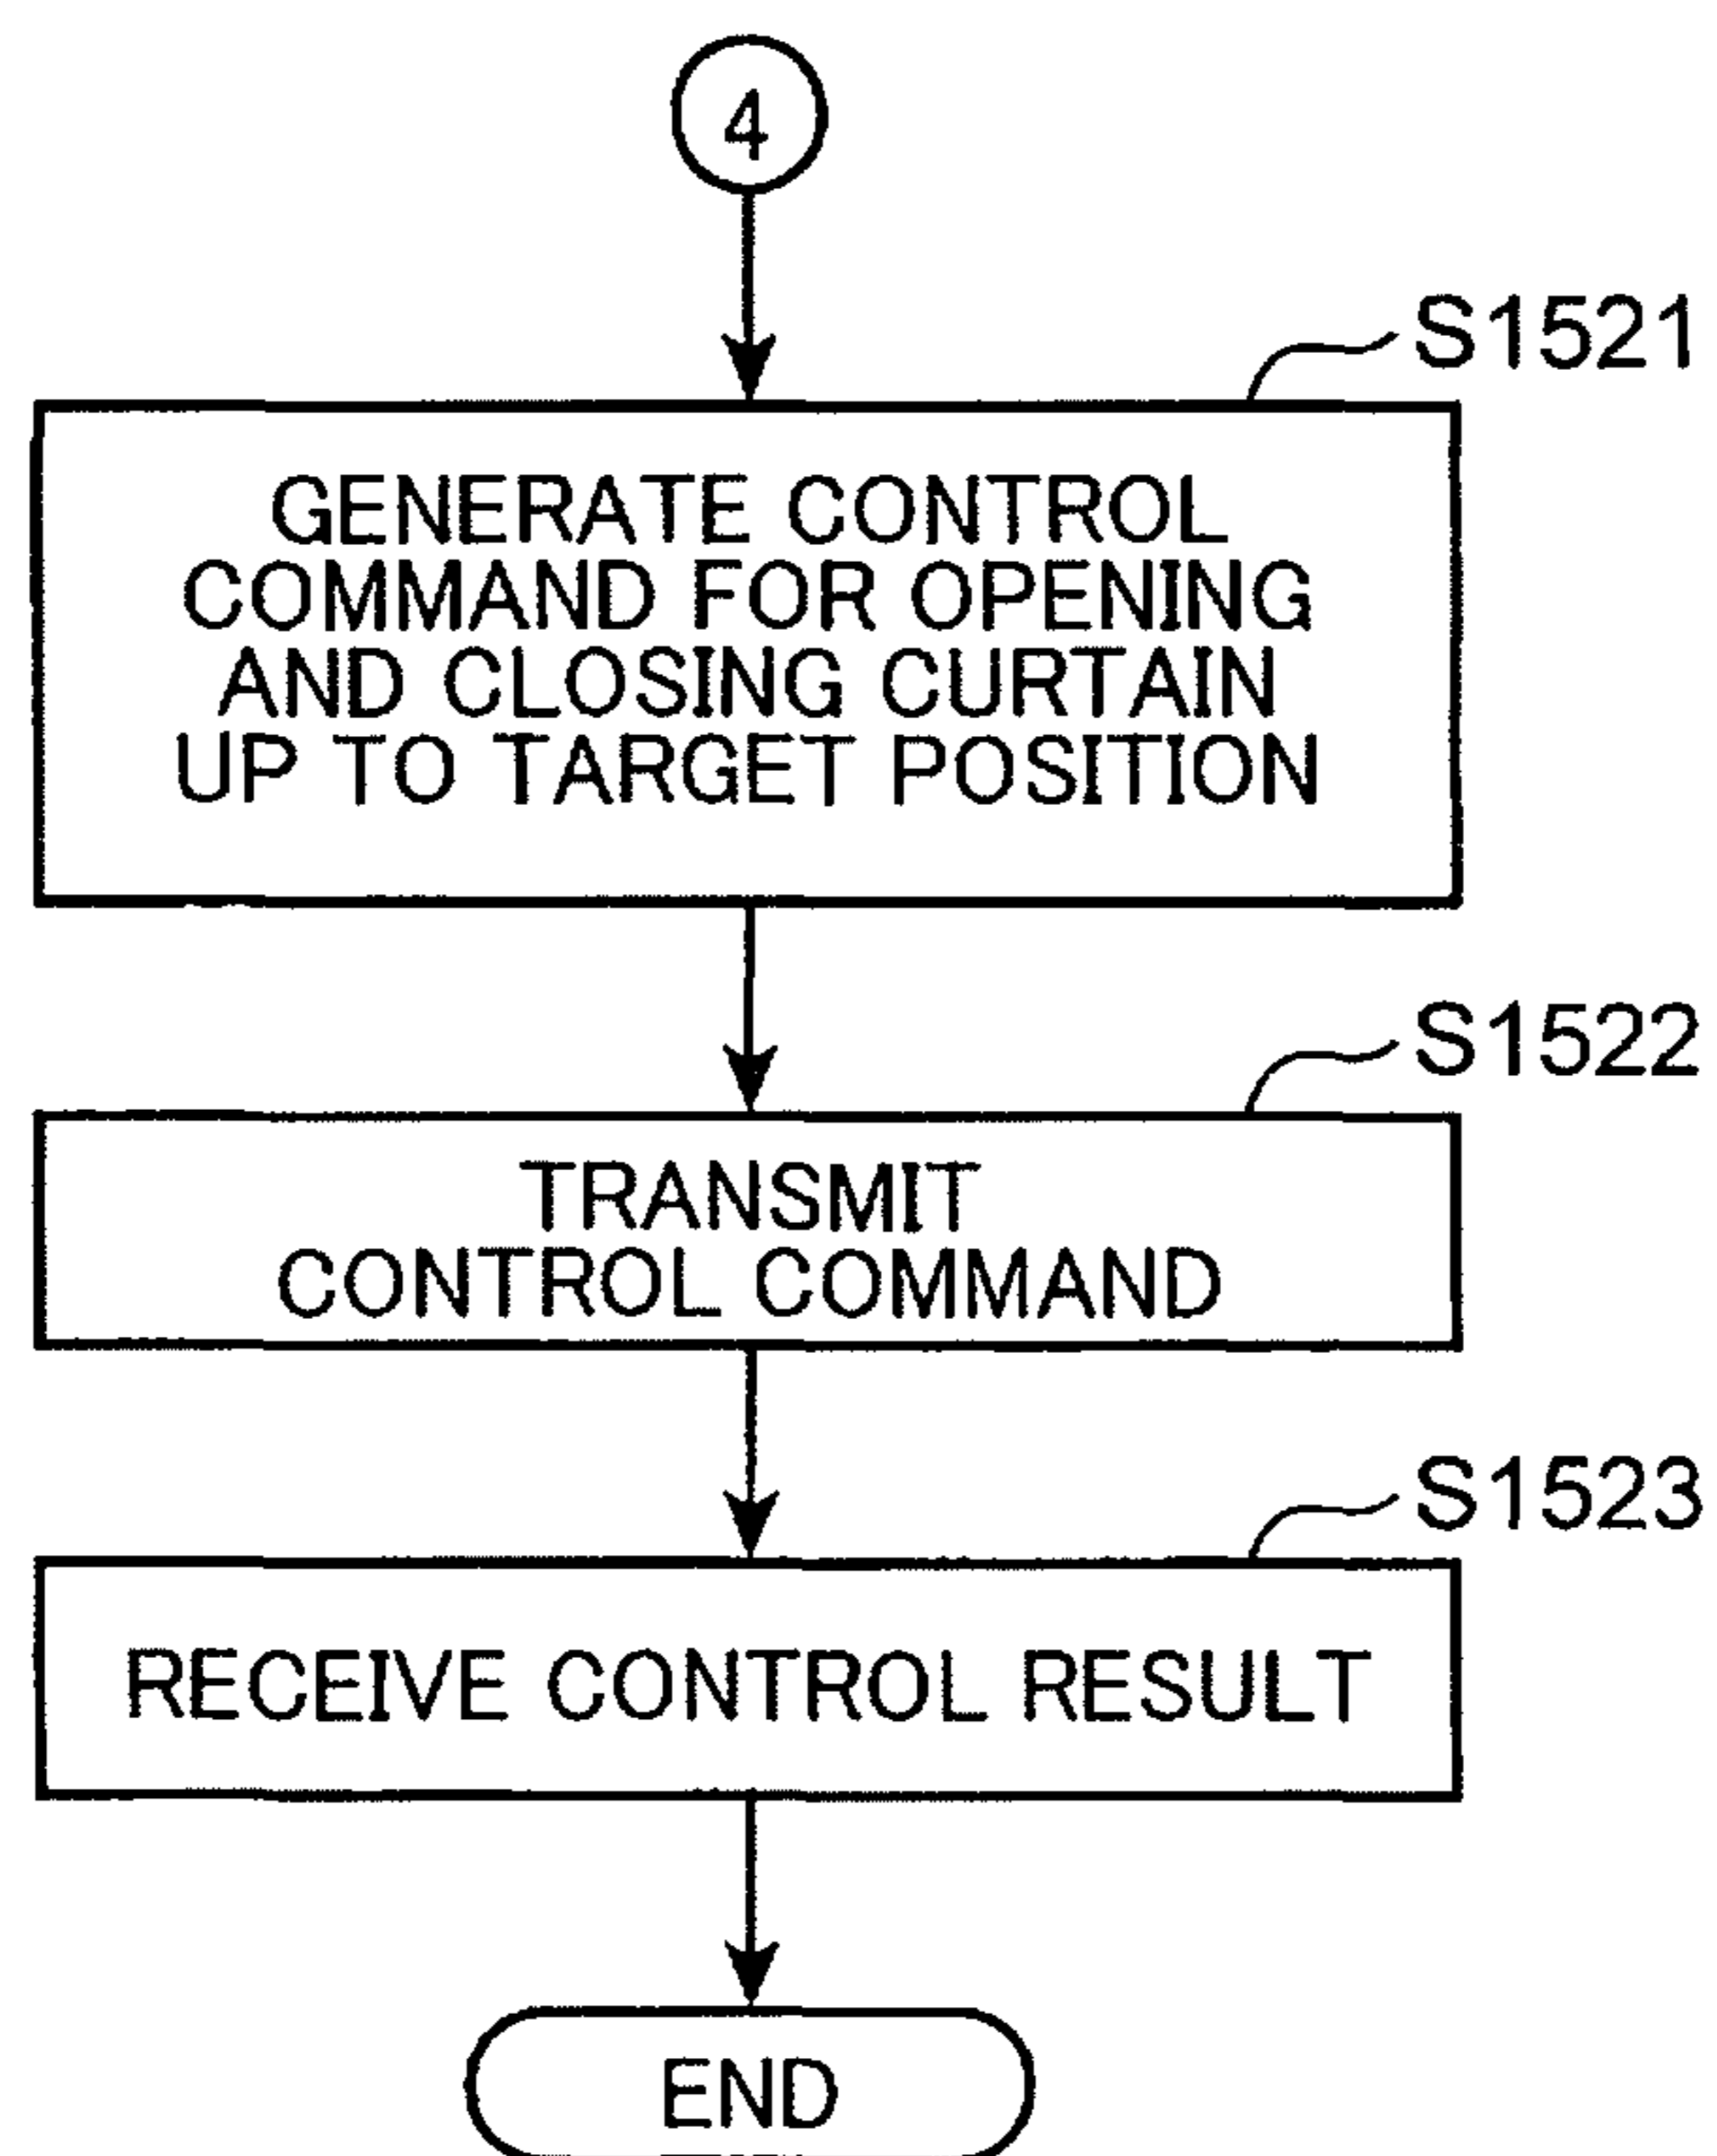 4
S1521
GENERATE CONTROL
COMMAND FOR OPENING
AND CLOSING CURTAIN
UP TO TARGET POSITION
S1522
TRANSMIT
CONTROL COMMAND
S1523
RECEIVE CONTROL RESULT
END